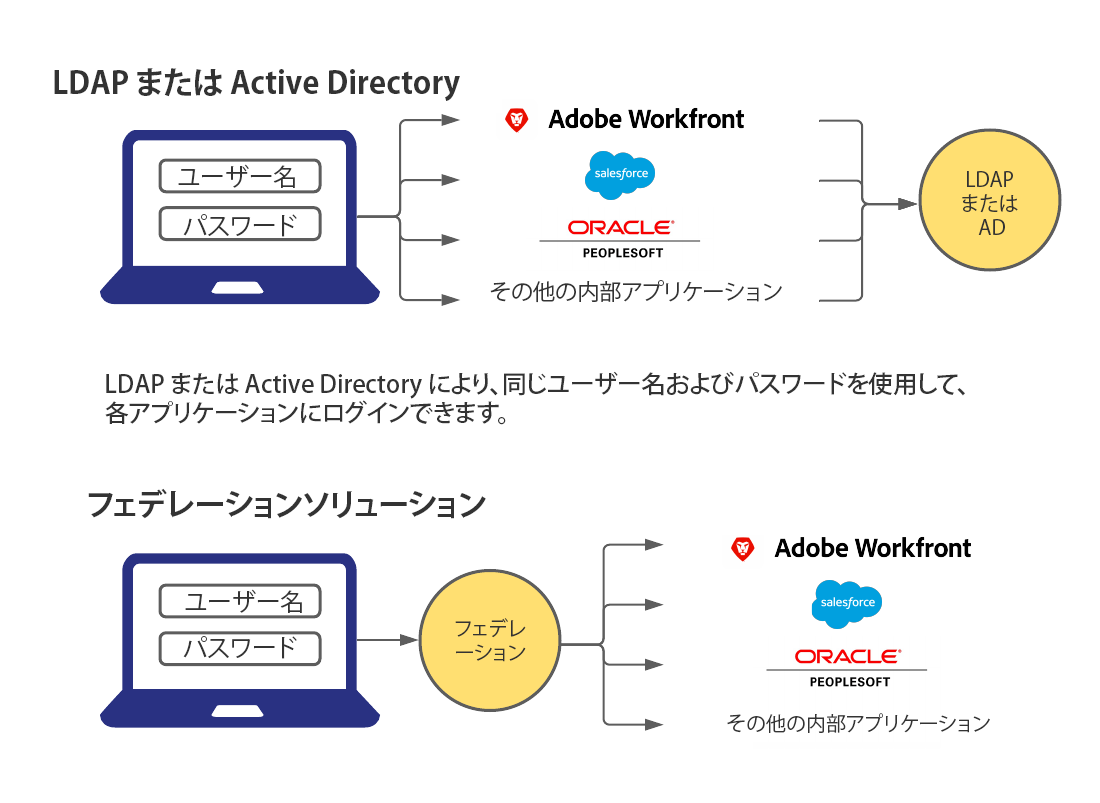 LDAP または Active Directory
ユーザー名
パスワード
Adobe Workfront
salesforce
ORACLE®
PEOPLESOFT
その他の内部アプリケーション
LDAP
または
AD
LDAP または Active Directory により、同じユーザー名およびパスワードを使用して、
各アプリケーションにログインできます。
フェデレーションソリューション
ユーザー名
パスワード
フェデレ
ーション
Adobe Workfront
salesforce
ORACLE®
PEOPLESOFT
その他の内部アプリケーション